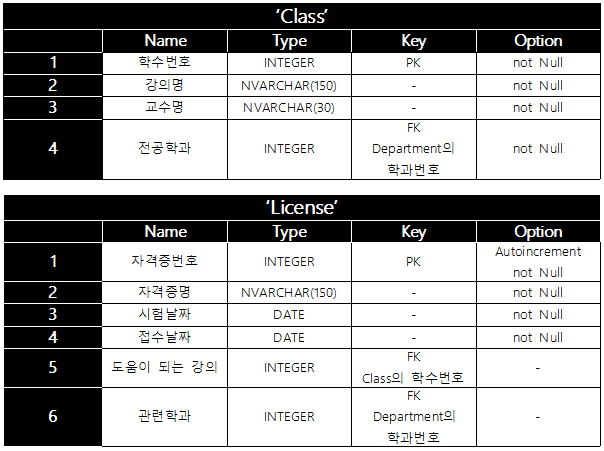 ‘Class’
Name Type Key Option
1 학수번호 INTEGER PK not Null
2 강의명 NVARCHAR(150) - not Null
3 교수명 NVARCHAR(30) - not Null
4 전공학과 INTEGER FK Department의 학과번호 not Null
‘License’
Name Type Key Option
1 자격증번호 INTEGER PK Autoincrement not Null
2 자격증명 NVARCHAR(150) - not Null
3 시험날짜 DATE - not Null
4 접수날짜 DATE - not Null
5 도움이 되는 강의 INTEGER FK Class의 학수번호 -
6 관련학과 INTEGER FK Department의 학과번호 -